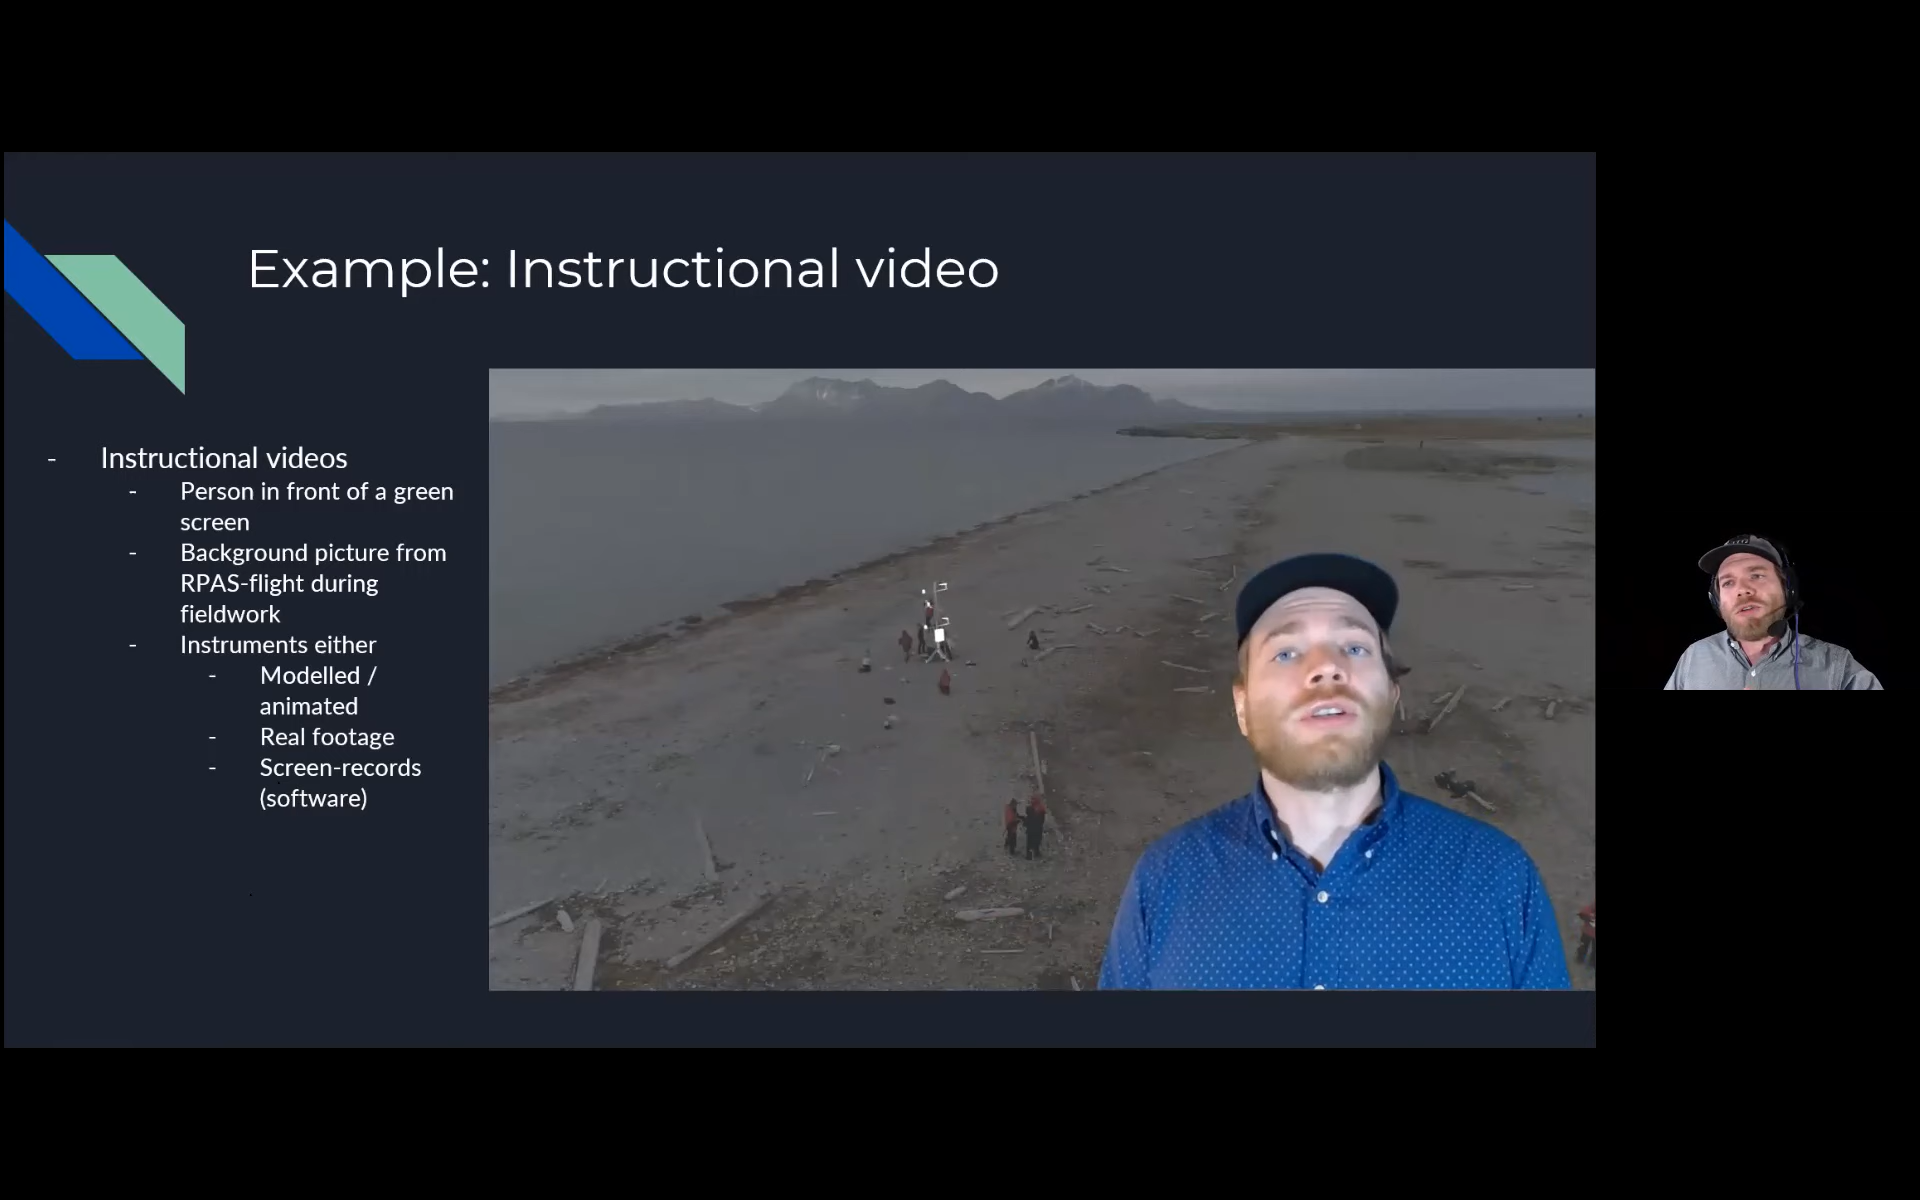 Example: Instructional video
- Instructional videos
- Person in front of a green
screen
- Background picture from
RPAS-flight during
fieldwork
- Instruments either
- Modelled /
animated
- Real footage
- Screen-records
(software)
.